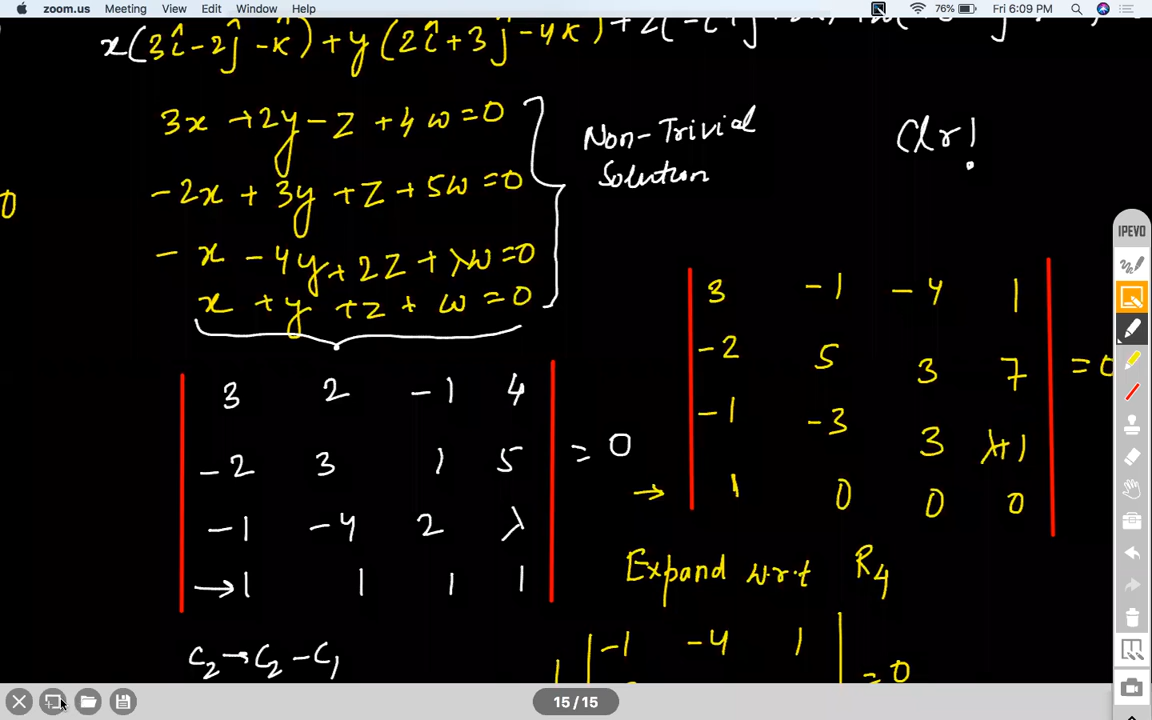 zoom.us Meeting View Edit Window Help 76% Fri 6:09 PM
x(3î-2ĵ-k̂)+y(2î+3ĵ-4k̂)
3x +2y-z+4w=0
-2x+3y+z+5w=0
-x-4y+2z+λw=0
x+y+z+w=0
0
Non-Trivial
Solution
Clr!
IPEVO
3 2 -1 4
-2 3 1 5 = 0
-1 -4 2 λ
→1 1 1 1
C2→C2-C1
3 -1 -4 1
-2 5 3 7 = 0
-1 -3 3 λ+1
→ 1 0 0 0
Expand w.r.t R4
1 -1 -4 1
= 0
15 / 15